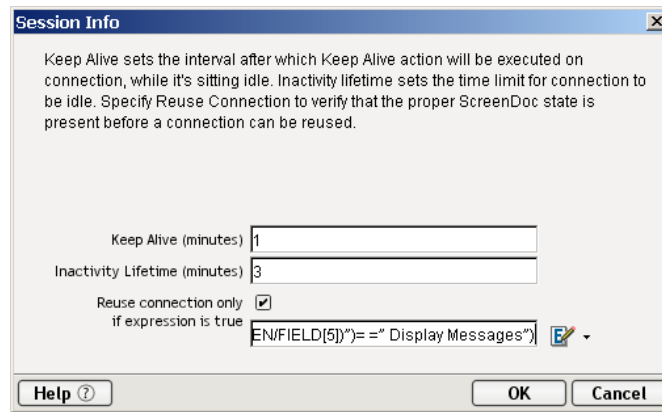 Session Info
Keep Alive sets the interval after which Keep Alive action will be executed on
connection, while it's sitting idle. Inactivity lifetime sets the time limit for connection to
be idle. Specify Reuse Connection to verify that the proper ScreenDoc state is
present before a connection can be reused.
Keep Alive (minutes) 1
Inactivity Lifetime (minutes) 3
Reuse connection only
if expression is true
EN/FIELD[5])")= =" Display Messages")
Help ?
OK
Cancel